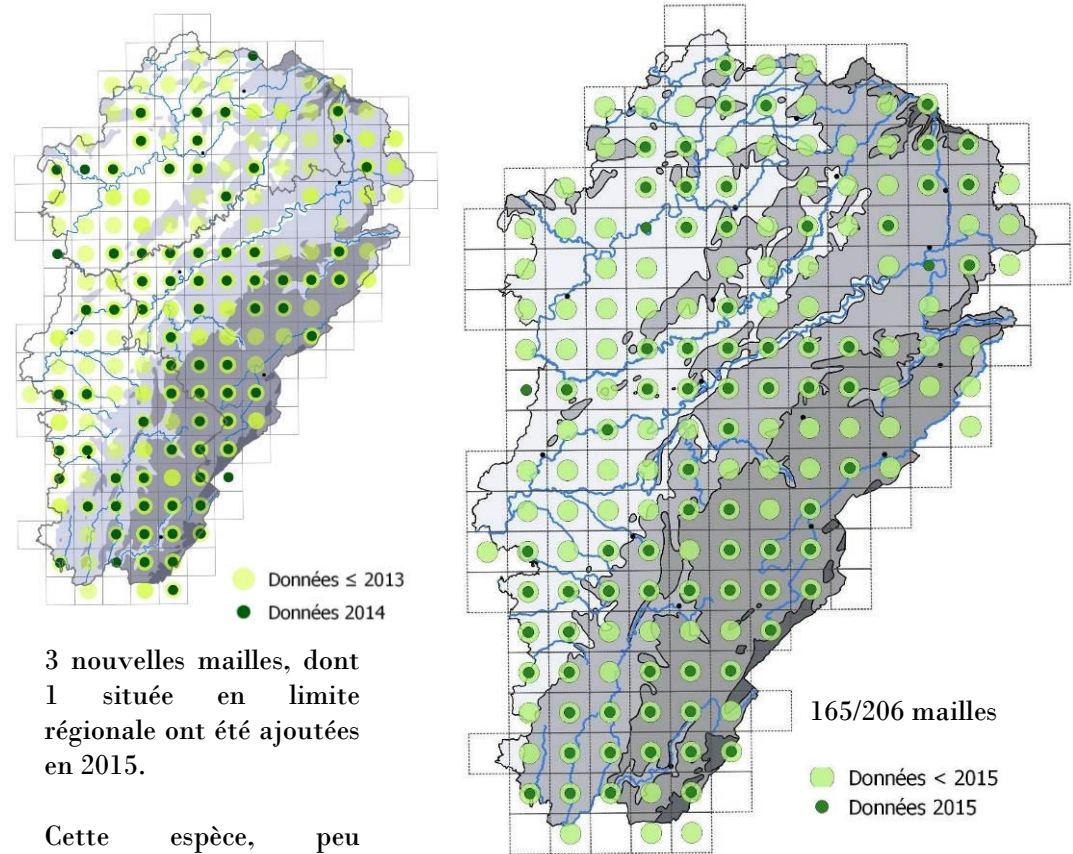 Données ≤ 2013
Données 2014
3 nouvelles mailles, dont
1 située en limite
régionale ont été ajoutées
en 2015.
Cette espèce, peu
165/206 mailles
Données < 2015
Données 2015